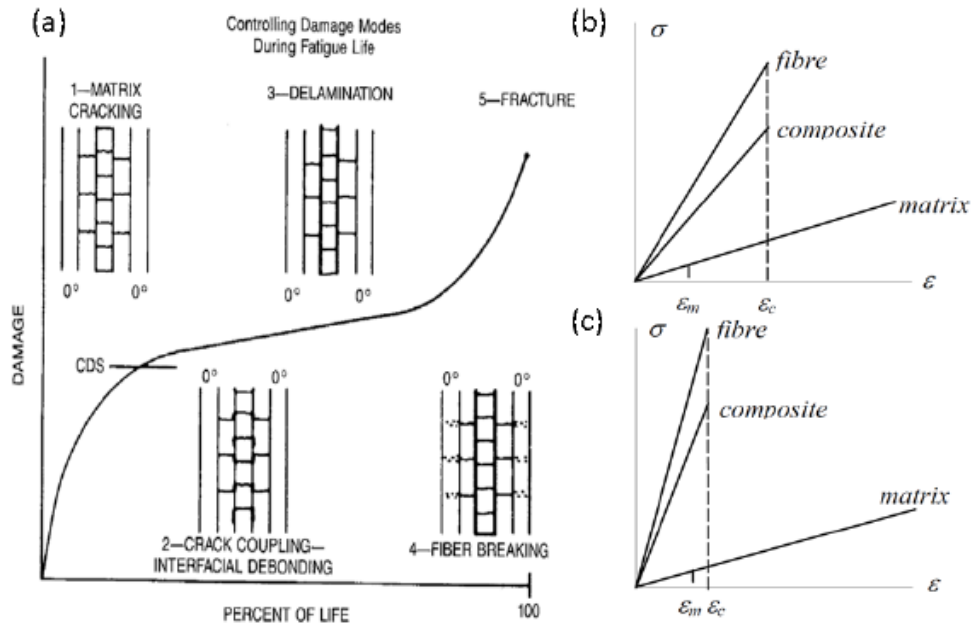 (a)
Controlling Damage Modes
During Fatigue Life
1—MATRIX
CRACKING
3—DELAMINATION
5—FRACTURE
0° 0°
0° 0°
CDS
DAMAGE
0° 0°
0° 0°
2—CRACK COUPLING—
INTERFACIAL DEBONDING
4—FIBER BREAKING
PERCENT OF LIFE
100
(b)
σ
fibre
composite
matrix
εm
εc
ε
(c)
σ
fibre
composite
matrix
εm εc
ε